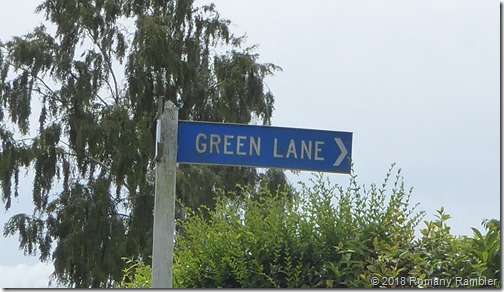 GREEN LANE
© 2018 Romany Rambler